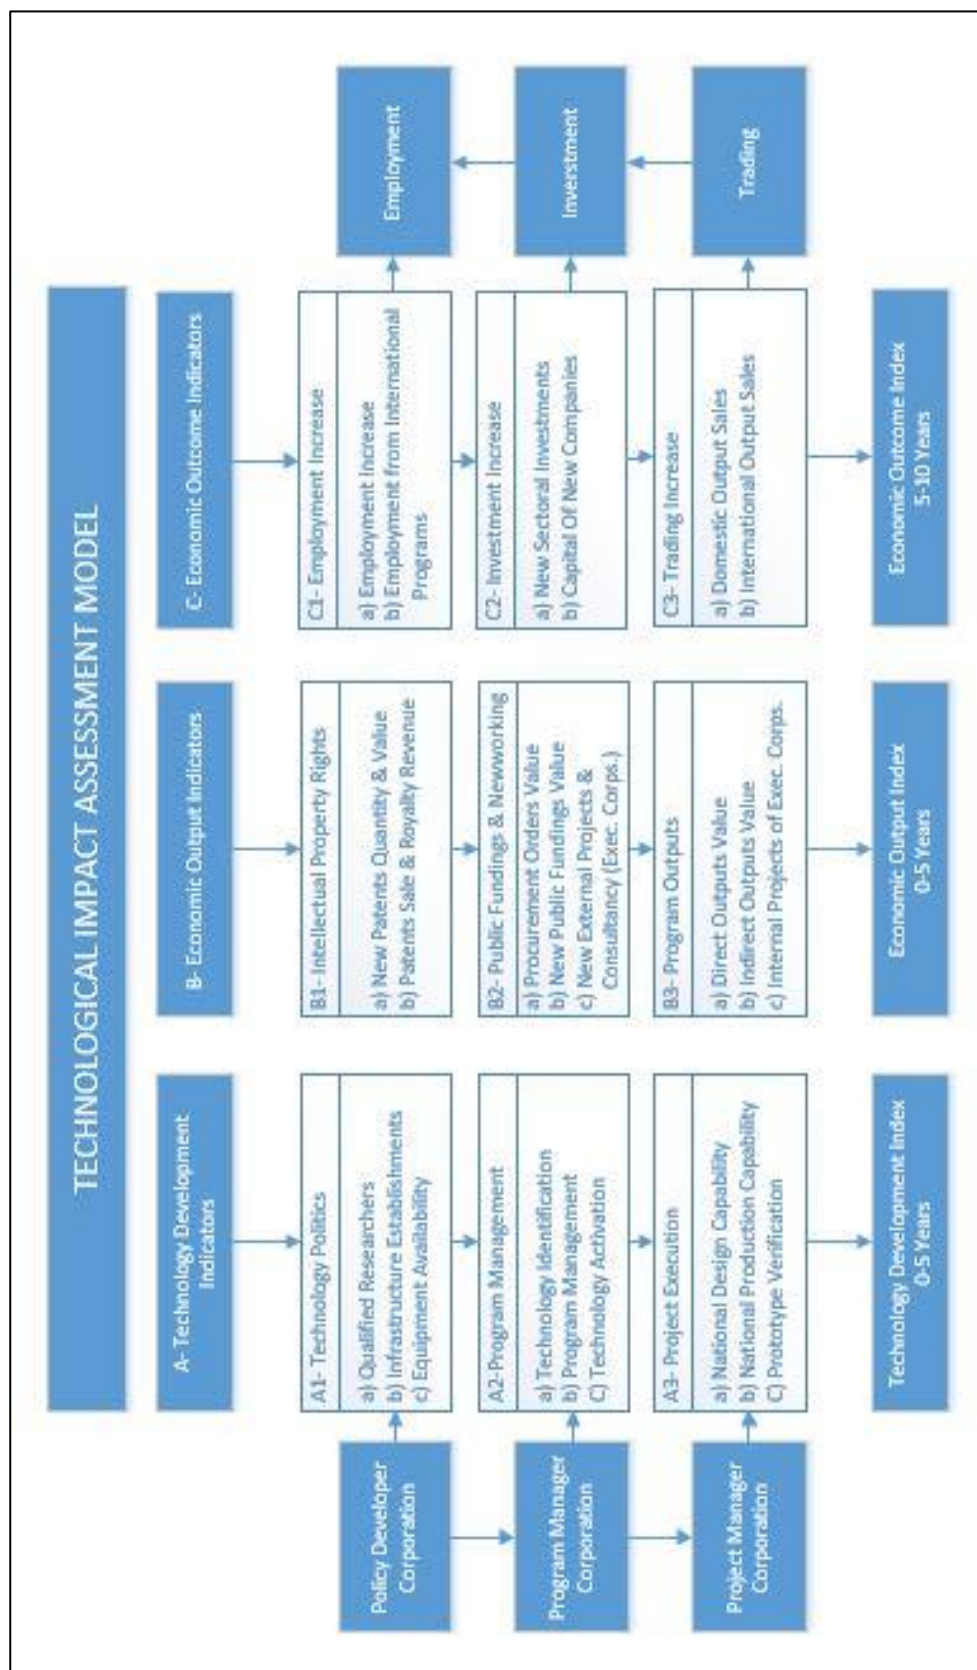 TECHNOLOGICAL IMPACT ASSESSMENT MODEL
Policy Developer
Corporation
Program Manager
Corporation
Project Manager
Corporation
A- Technology Development
Indicators
A1- Technology Politics
a) Qualified Researchers
b) Infrastructure Establishments
c) Equipment Availability
A2-Program Management
a) Technology Identification
b) Program Management
C) Technology Activation
A3- Project Execution
a) National Design Capability
b) National Production Capability
C) Prototype Verification
Technology Development Index
0-5 Years
B- Economic Output Indicators
B1- Intellectual Property Rights
a) New Patents Quantity & Value
b) Patents Sale & Royalty Revenue
B2- Public Fundings & Newworking
a) Procurement Orders Value
b) New Public Fundings Value
c) New External Projects &
Consultancy (Exec. Corps.)
B3- Program Outputs
a) Direct Outputs Value
b) Indirect Outputs Value
c) Internal Projects of Exec. Corps.
Economic Output Index
0-5 Years
C- Economic Outcome Indicators
C1- Employment Increase
a) Employment Increase
b) Employment from International
Programs
C2- Investment Increase
a) New Sectoral Investments
b) Capital Of New Companies
C3- Trading Increase
a) Domestic Output Sales
b) International Output Sales
Economic Outcome Index
5-10 Years
Employment
Inverstment
Trading